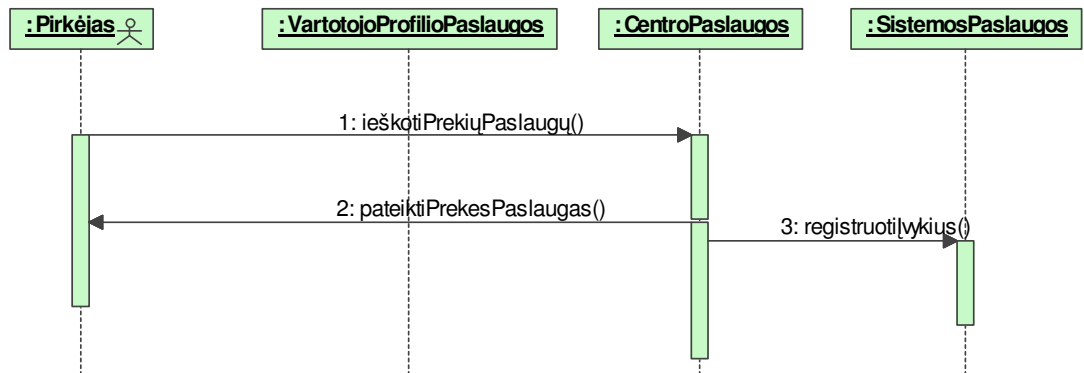 : Pirkėjas
: VartotojoProfilioPaslaugos
: CentroPaslaugos
: SistemosPaslaugos
1: ieškotiPrekiųPaslaugų()
2: pateiktiPrekesPaslaugas()
3: registruotiĮvykius()